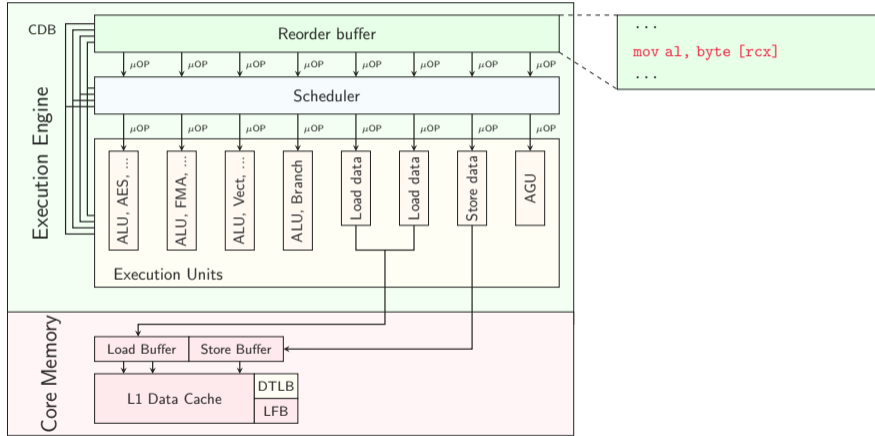 CDB
Reorder buffer
...
mov al, byte [rcx]
...
μOP μOP μOP μOP μOP μOP μOP μOP
Scheduler
μOP μOP μOP μOP μOP μOP μOP μOP
Execution Engine
ALU, AES, ...
ALU, FMA, ...
ALU, Vect, ...
ALU, Branch
Load data
Load data
Store data
AGU
Execution Units
Core Memory
Load Buffer
Store Buffer
L1 Data Cache
DTLB
LFB